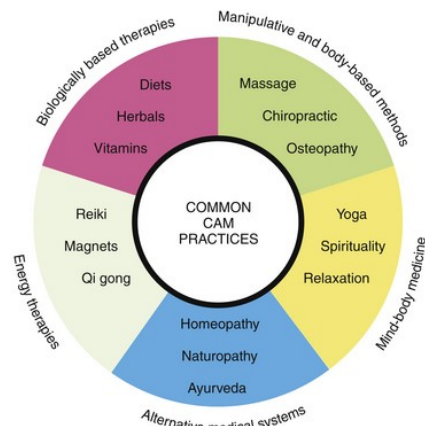 Biologically based therapies
Manipulative and body-based methods
Diets
Herbals
Vitamins
Massage
Chiropractic
Osteopathy
COMMON
CAM
PRACTICES
Reiki
Magnets
Qi gong
Energy therapies
Yoga
Spirituality
Relaxation
Mind-body medicine
Homeopathy
Naturopathy
Ayurveda
Alternative medical systems